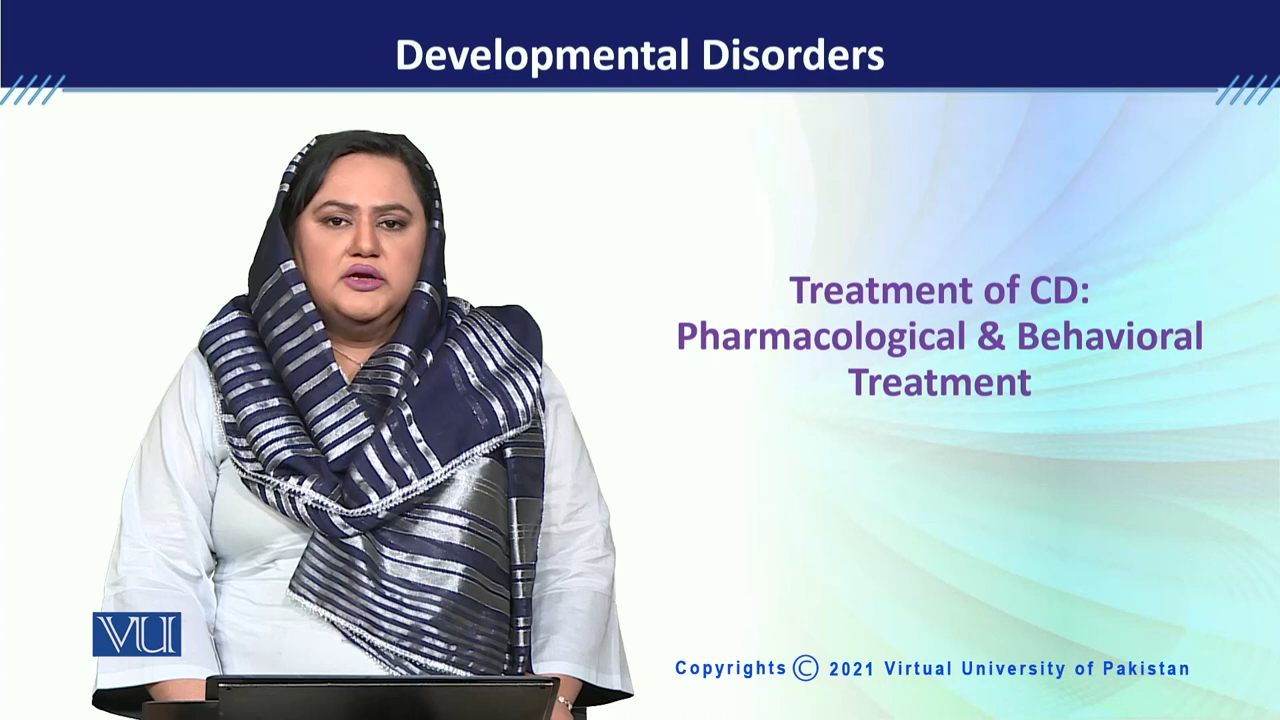 Developmental Disorders
Treatment of CD:
Pharmacological & Behavioral
Treatment
VU
Copyrights © 2021 Virtual University of Pakistan